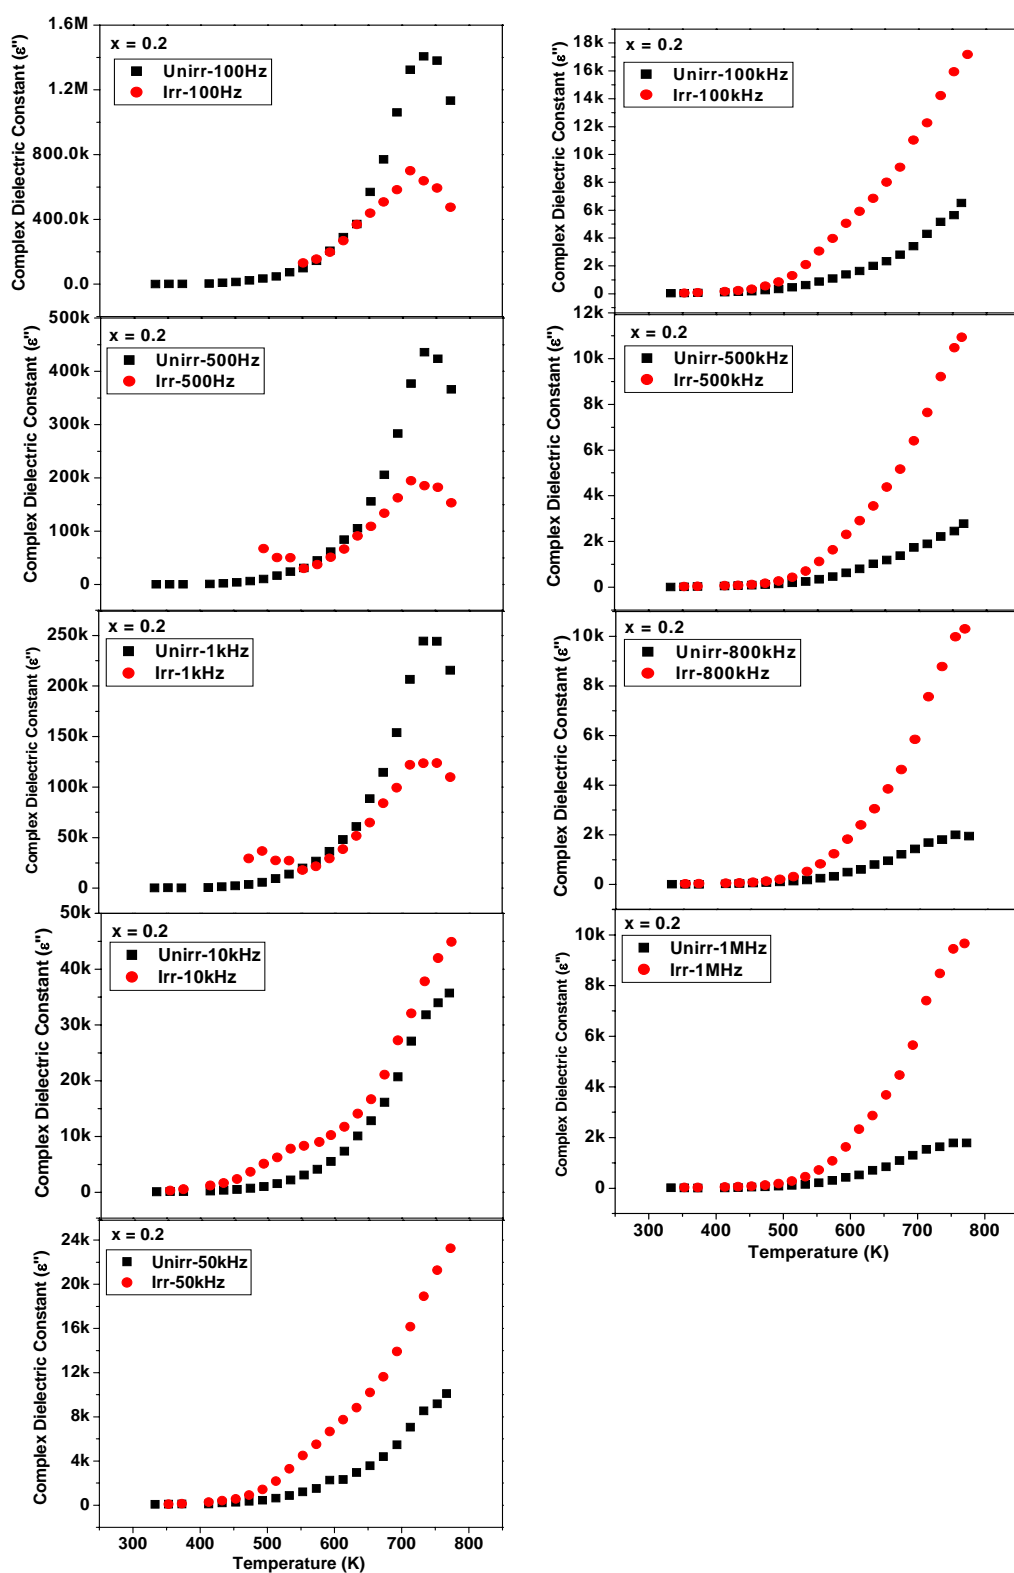 x = 0.2
Unirr-100Hz
Irr-100Hz
1.6M
1.2M
800.0k
400.0k
0.0
Complex Dielectric Constant (ε")
x = 0.2
Unirr-500Hz
Irr-500Hz
500k
400k
300k
200k
100k
0
Complex Dielectric Constant (ε")
x = 0.2
Unirr-1kHz
Irr-1kHz
250k
200k
150k
100k
50k
0
Complex Dielectric Constant (ε")
x = 0.2
Unirr-10kHz
Irr-10kHz
50k
40k
30k
20k
10k
0
Complex Dielectric Constant (ε")
x = 0.2
Unirr-50kHz
Irr-50kHz
24k
20k
16k
12k
8k
4k
0
Complex Dielectric Constant (ε")
300 400 500 600 700 800
Temperature (K)
x = 0.2
Unirr-100kHz
Irr-100kHz
18k
16k
14k
12k
10k
8k
6k
4k
2k
0
Complex Dielectric Constant (ε")
x = 0.2
Unirr-500kHz
Irr-500kHz
12k
10k
8k
6k
4k
2k
0
Complex Dielectric Constant (ε")
x = 0.2
Unirr-800kHz
Irr-800kHz
10k
8k
6k
4k
2k
0
Complex Dielectric Constant (ε")
x = 0.2
Unirr-1MHz
Irr-1MHz
10k
8k
6k
4k
2k
0
Complex Dielectric Constant (ε")
300 400 500 600 700 800
Temperature (K)